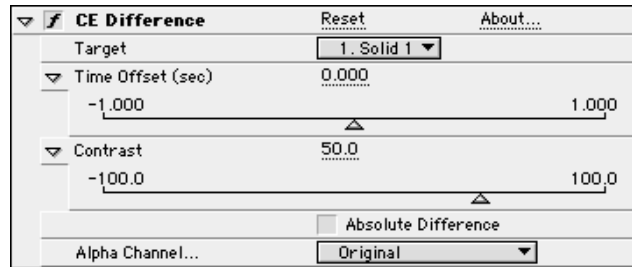 f CE Difference Reset About...
Target 1. Solid 1
Time Offset (sec) 0.000
-1.000 1.000
Contrast 50.0
-100.0 100.0
Absolute Difference
Alpha Channel... Original